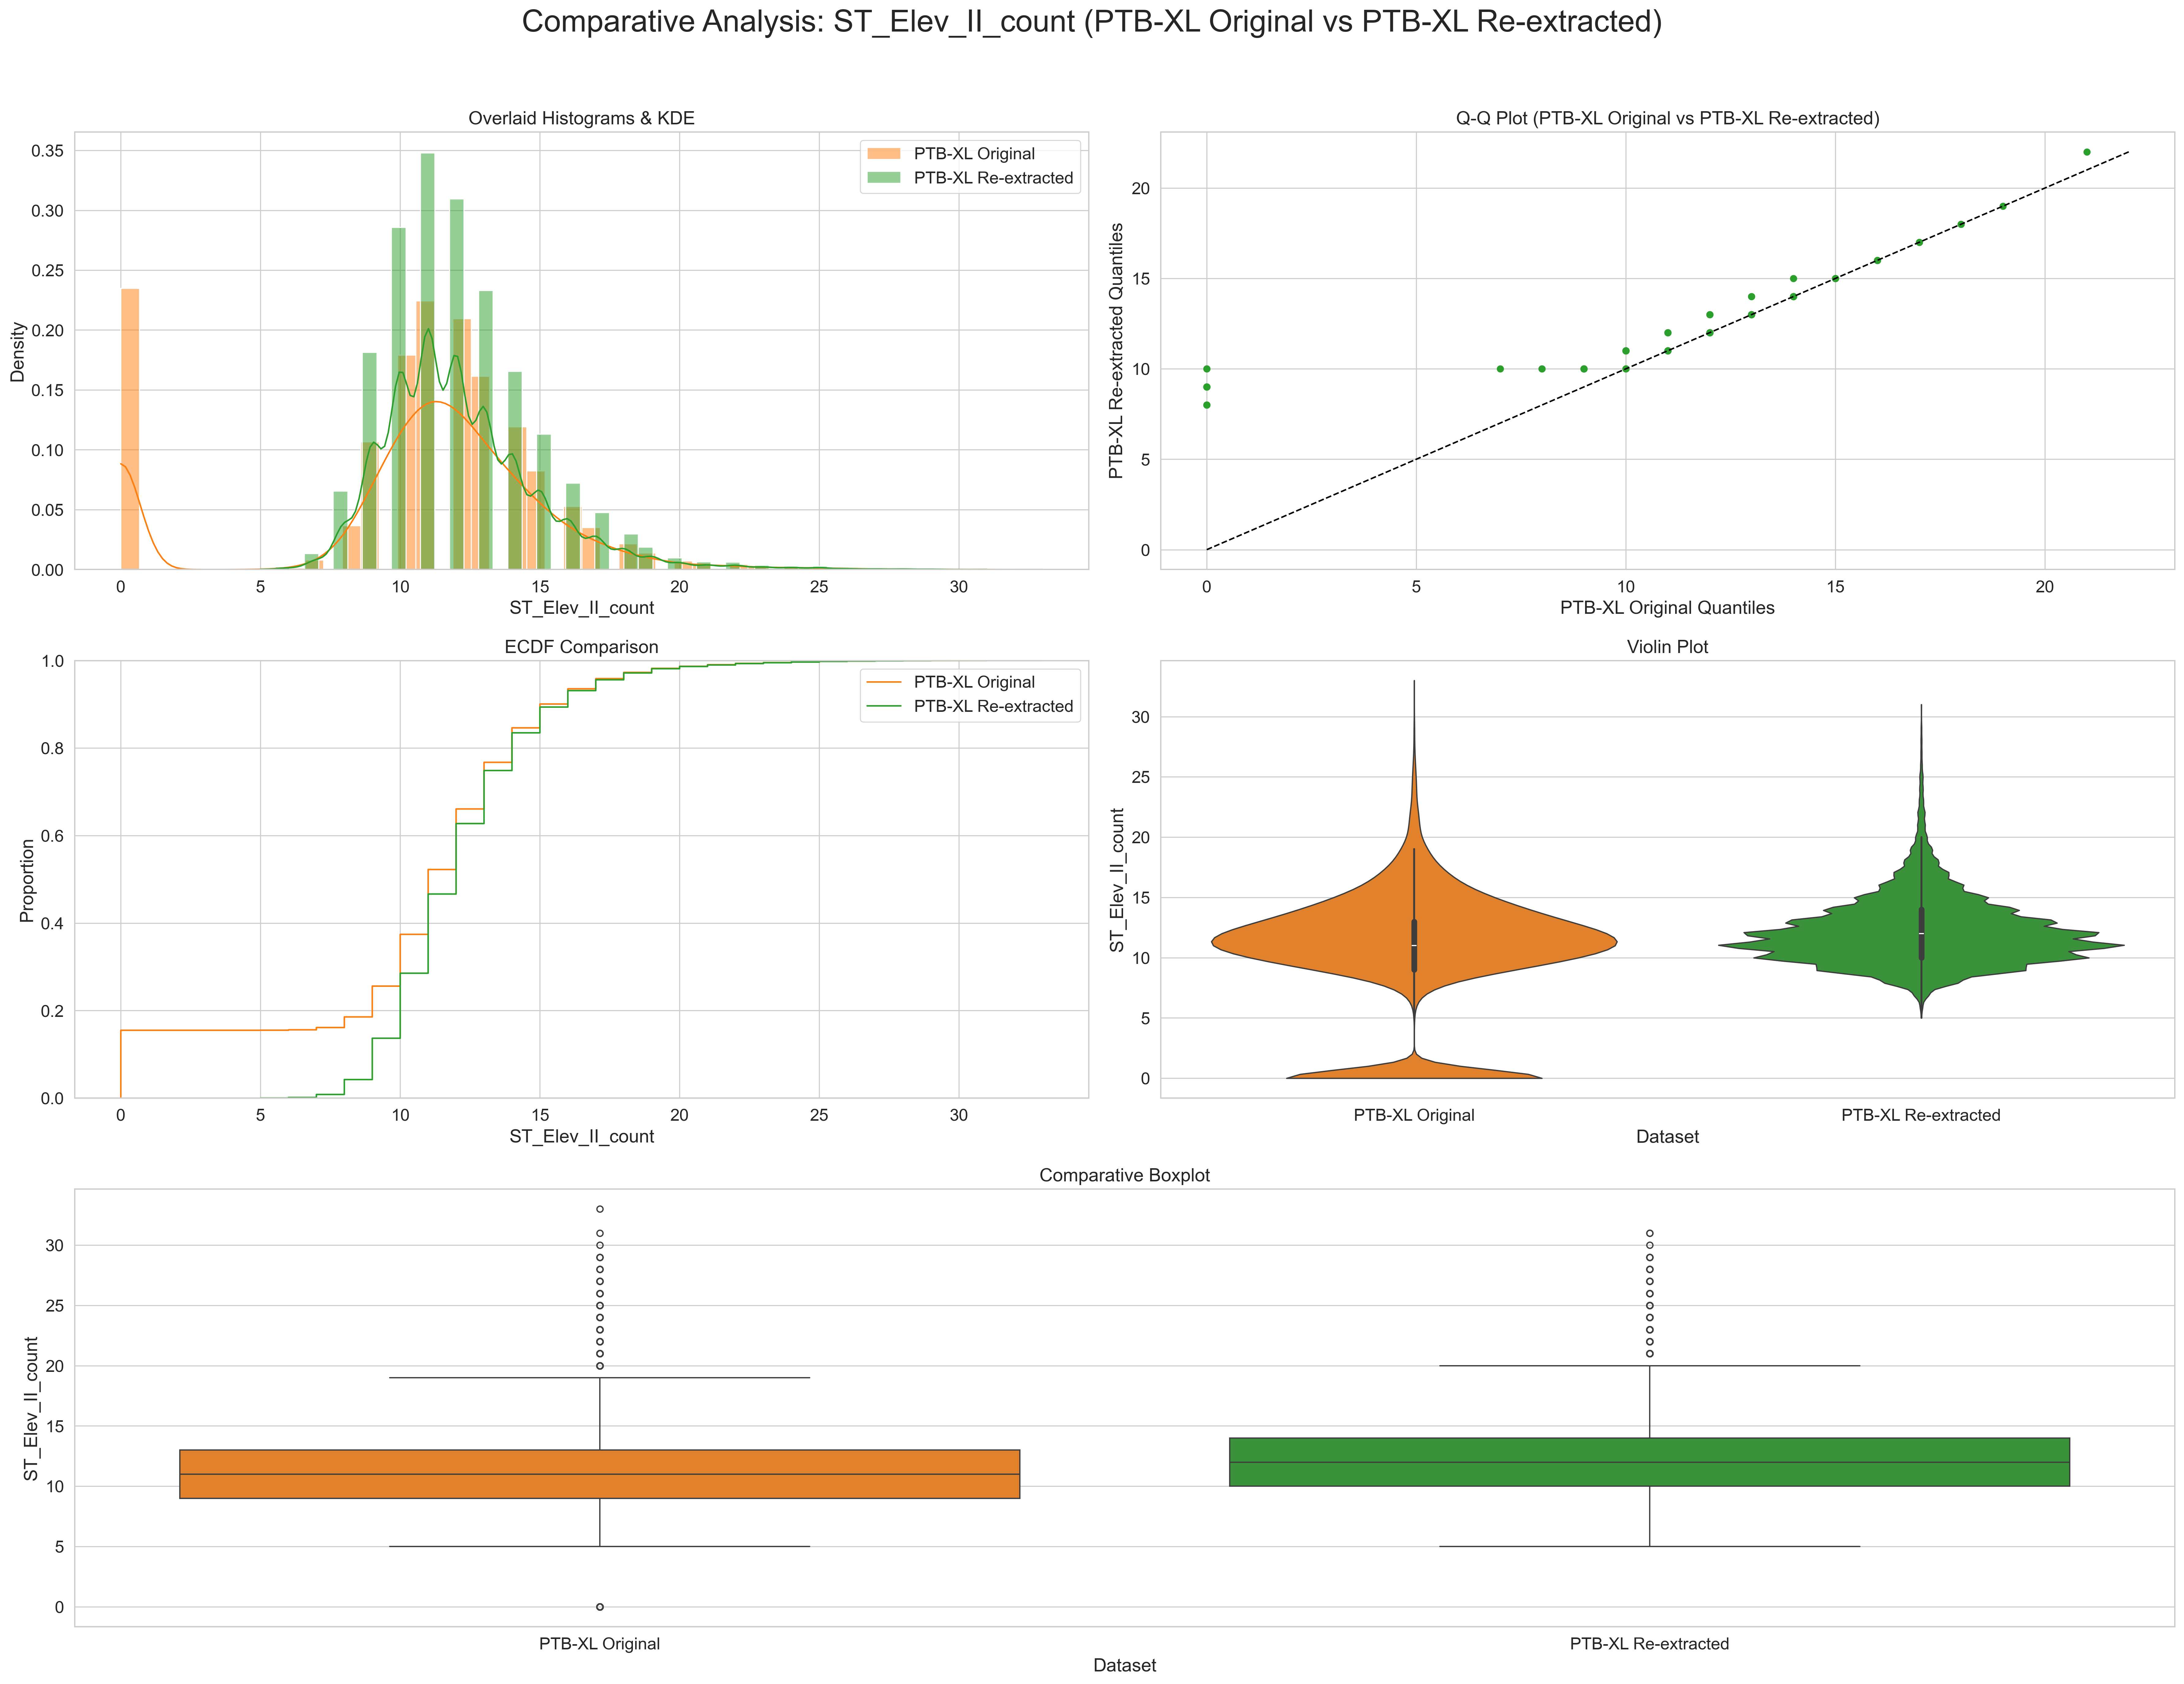 Comparative Analysis: ST_Elev_II_count (PTB-XL Original vs PTB-XL Re-extracted)
Overlaid Histograms & KDE
PTB-XL Original
PTB-XL Re-extracted
Density
0.35
0.30
0.25
0.20
0.15
0.10
0.05
0.00
0 5 10 15 20 25 30
ST_Elev_II_count
Q-Q Plot (PTB-XL Original vs PTB-XL Re-extracted)
PTB-XL Re-extracted Quantiles
20
15
10
5
0
0 5 10 15 20
PTB-XL Original Quantiles
ECDF Comparison
PTB-XL Original
PTB-XL Re-extracted
Proportion
1.0
0.8
0.6
0.4
0.2
0.0
0 5 10 15 20 25 30
ST_Elev_II_count
Violin Plot
ST_Elev_II_count
30
25
20
15
10
5
0
PTB-XL Original PTB-XL Re-extracted
Dataset
Comparative Boxplot
ST_Elev_II_count
30
25
20
15
10
5
0
PTB-XL Original PTB-XL Re-extracted
Dataset